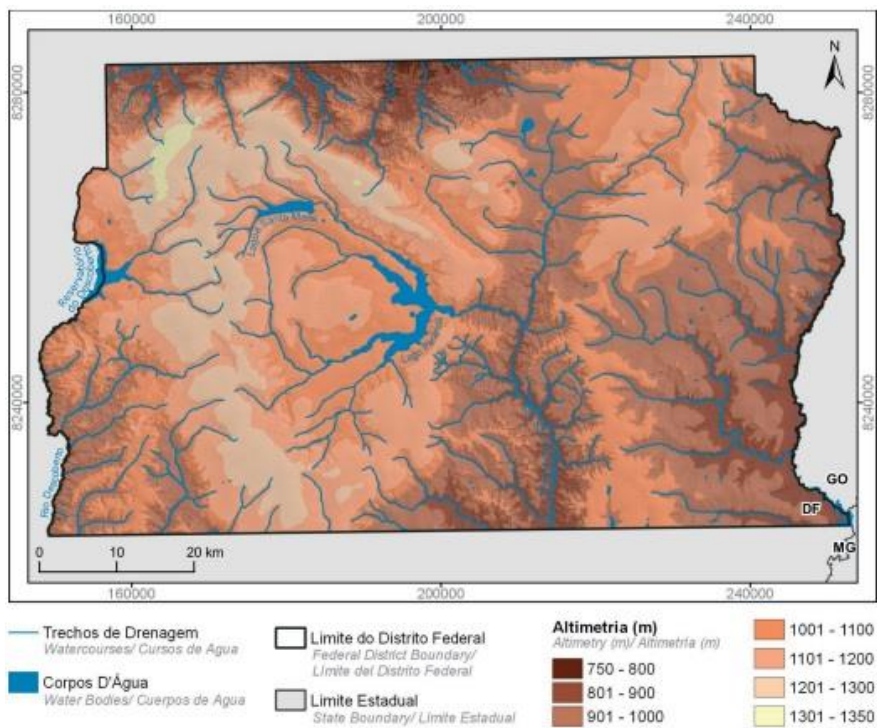 160000 200000 240000
N
8280000
8280000
Lagoa Santa Maria
Reservatório
do Descoberto
Lago Paranoá
8240000
8240000
Rio Descoberto
GO
DF
MG
0 10 20 km
160000 200000 240000
Trechos de Drenagem
Watercourses/ Cursos de Agua
Corpos D'Água
Water Bodies/ Cuerpos de Agua
Limite do Distrito Federal
Federal District Boundary/
Límite del Distrito Federal
Limite Estadual
State Boundary/ Límite Estadual
Altimetria (m)
Altimetry (m)/ Altimetría (m)
750 - 800
801 - 900
901 - 1000
1001 - 1100
1101 - 1200
1201 - 1300
1301 - 1350